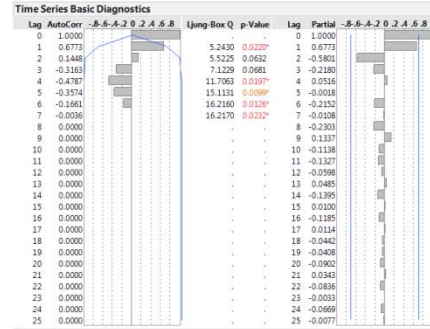 Time Series Basic Diagnostics
Lag AutoCorr -.8-.6-.4-.2 0 .2 .4 .6 .8 Ljung-Box Q p-Value Lag Partial -.8-.6-.4-.2 0 .2 .4 .6 .8
0 1.0000 . . 0 1.0000
1 0.6773 5.2430 0.0220* 1 0.6773
2 0.1448 5.5225 0.0632 2 -0.5801
3 -0.3163 7.1229 0.0681 3 -0.2180
4 -0.4787 11.7063 0.0197* 4 0.0516
5 -0.3574 15.1131 0.0099* 5 -0.0018
6 -0.1661 16.2160 0.0126* 6 -0.2152
7 -0.0036 16.2170 0.0232* 7 -0.0108
8 0.0000 . . 8 -0.2303
9 0.0000 . . 9 0.1337
10 0.0000 . . 10 -0.1138
11 0.0000 . . 11 -0.1327
12 0.0000 . . 12 -0.0598
13 0.0000 . . 13 0.0485
14 0.0000 . . 14 -0.1395
15 0.0000 . . 15 0.0100
16 0.0000 . . 16 -0.1185
17 0.0000 . . 17 0.0114
18 0.0000 . . 18 -0.0442
19 0.0000 . . 19 -0.0408
20 0.0000 . . 20 -0.0902
21 0.0000 . . 21 0.0343
22 0.0000 . . 22 -0.0836
23 0.0000 . . 23 -0.0033
24 0.0000 . . 24 -0.0669
25 0.0000 . . 25 -0.0077